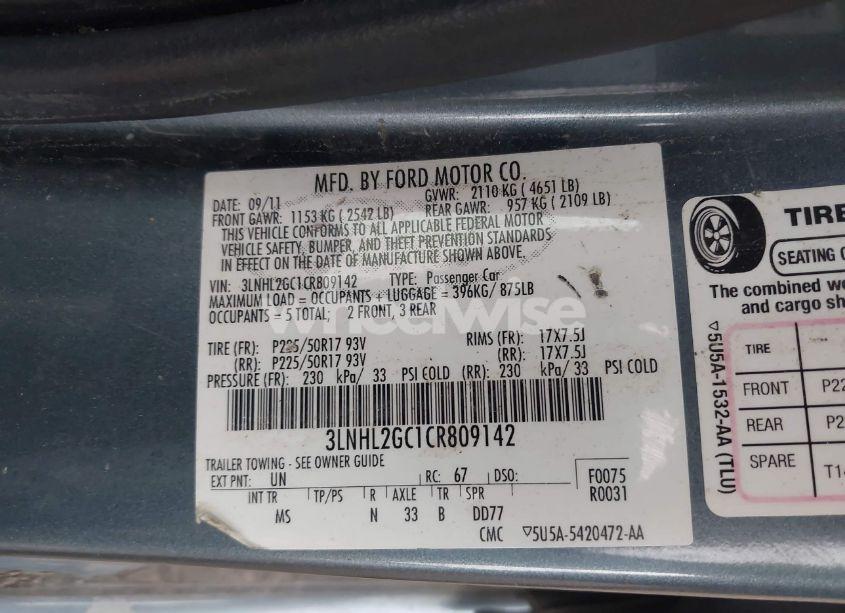 MFD. BY FORD MOTOR CO.
DATE: 09/11 GVWR: 2110 KG ( 4651 LB)
FRONT GAWR: 1153 KG ( 2542 LB) REAR GAWR: 957 KG ( 2109 LB)
THIS VEHICLE CONFORMS TO ALL APPLICABLE FEDERAL MOTOR
VEHICLE SAFETY, BUMPER, AND THEFT PREVENTION STANDARDS
IN EFFECT ON THE DATE OF MANUFACTURE SHOWN ABOVE.
VIN: 3LNHL2GC1CR809142 TYPE: Passenger Car
MAXIMUM LOAD = OCCUPANTS + LUGGAGE = 396KG/ 875LB
OCCUPANTS = 5 TOTAL; 2 FRONT, 3 REAR
wheelwise
TIRE (FR): P225/50R17 93V RIMS (FR): 17X7.5J
(RR): P225/50R17 93V (RR): 17X7.5J
PRESSURE (FR): 230 kPa/ 33 PSI COLD (RR): 230 kPa/ 33 PSI COLD
3LNHL2GC1CR809142
TRAILER TOWING - SEE OWNER GUIDE
EXT PNT: UN RC: 67 DSO: F0075
R0031
INT TR TP/PS R AXLE TR SPR
MS N 33 B DD77
CMC ▽5U5A-5420472-AA
TIRE
SEATING
The combined
and cargo
▽5U5A-1532-AA (TLU)
TIRE
FRONT
REAR
SPARE